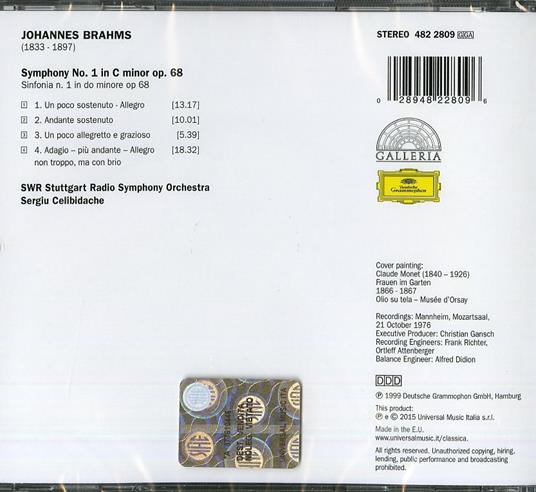 JOHANNES BRAHMS
(1833 - 1897)
Symphony No. 1 in C minor op. 68
Sinfonia n. 1 in do minore op 68
1 1. Un poco sostenuto - Allegro [13.17]
2 2. Andante sostenuto [10.01]
3 3. Un poco allegretto e grazioso [5.39]
4 4. Adagio – più andante – Allegro [18.32]
non troppo, ma con brio
SWR Stuttgart Radio Symphony Orchestra
Sergiu Celibidache
STEREO 482 2809 GGA
0 28948 22809 6
GALLERIA
Deutsche
Grammophon
Cover painting:
Claude Monet (1840 – 1926)
Frauen im Garten
1866 - 1867
Olio su tela – Musée d'Orsay
Recordings: Mannheim, Mozartsaal,
21 October 1976
Executive Producer: Christian Gansch
Recording Engineers: Frank Richter,
Ortleff Attenberger
Balance Engineer: Alfred Didion
DDD
℗ 1999 Deutsche Grammophon GmbH, Hamburg
This product:
℗ e © 2015 Universal Music Italia s.r.l.
Made in the E.U.
www.universalmusic.it/classica.
All rights reserved. Unauthorized copying, hiring,
lending, public performance and broadcasting
prohibited.